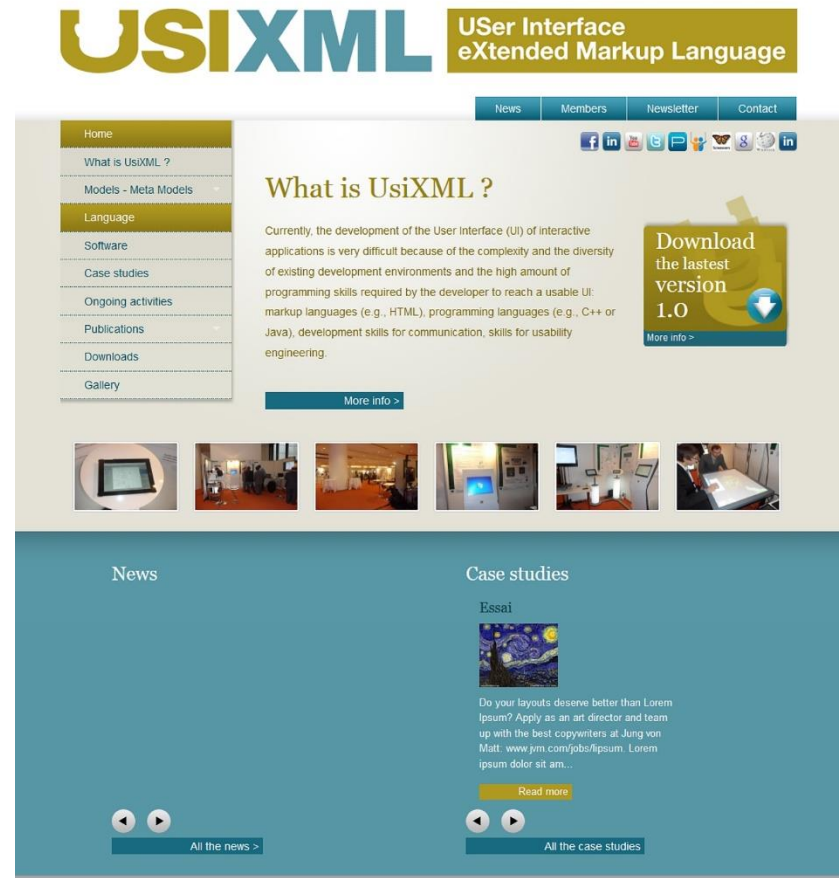 USIXML
USer Interface
eXtended Markup Language
News
Members
Newsletter
Contact
Home
What is UsiXML ?
Models - Meta Models
Language
Software
Case studies
Ongoing activities
Publications
Downloads
Gallery
What is UsiXML ?
Currently, the development of the User Interface (UI) of interactive
applications is very difficult because of the complexity and the diversity
of existing development environments and the high amount of
programming skills required by the developer to reach a usable UI:
markup languages (e.g., HTML), programming languages (e.g., C++ or
Java), development skills for communication, skills for usability
engineering.
More info >
Download
the lastest
version
1.0
More info >
News
All the news >
Case studies
Essai
Do your layouts deserve better than Lorem
Ipsum? Apply as an art director and team
up with the best copywriters at Jung von
Matt: www.jvm.com/jobs/lipsum. Lorem
ipsum dolor sit am...
Read more
All the case studies